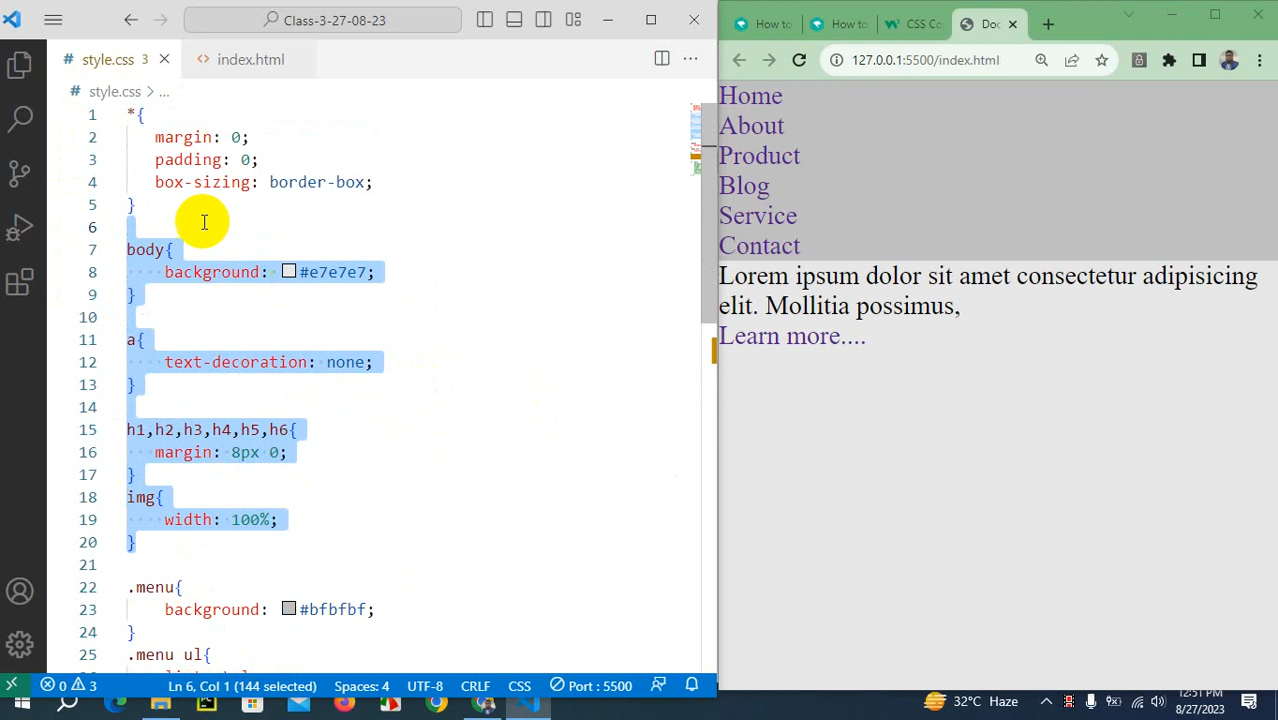 Class-3-27-08-23
style.css 3
index.html
style.css > ...
1 *{
2 margin: 0;
3 padding: 0;
4 box-sizing: border-box;
5 }
6
7 body{
8 background: #e7e7e7;
9 }
10
11 a{
12 text-decoration: none;
13 }
14
15 h1,h2,h3,h4,h5,h6{
16 margin: 8px 0;
17 }
18 img{
19 width: 100%;
20 }
21
22 .menu{
23 background: #bfbfbf;
24 }
25 .menu ul{
0 3
Ln 6, Col 1 (144 selected)
Spaces: 4
UTF-8
CRLF
CSS
Port : 5500
How to
How to
CSS Co
Doc
127.0.0.1:5500/index.html
Home
About
Product
Blog
Service
Contact
Lorem ipsum dolor sit amet consectetur adipisicing
elit. Mollitia possimus,
Learn more....
32°C Haze
12:51 PM
8/27/2023